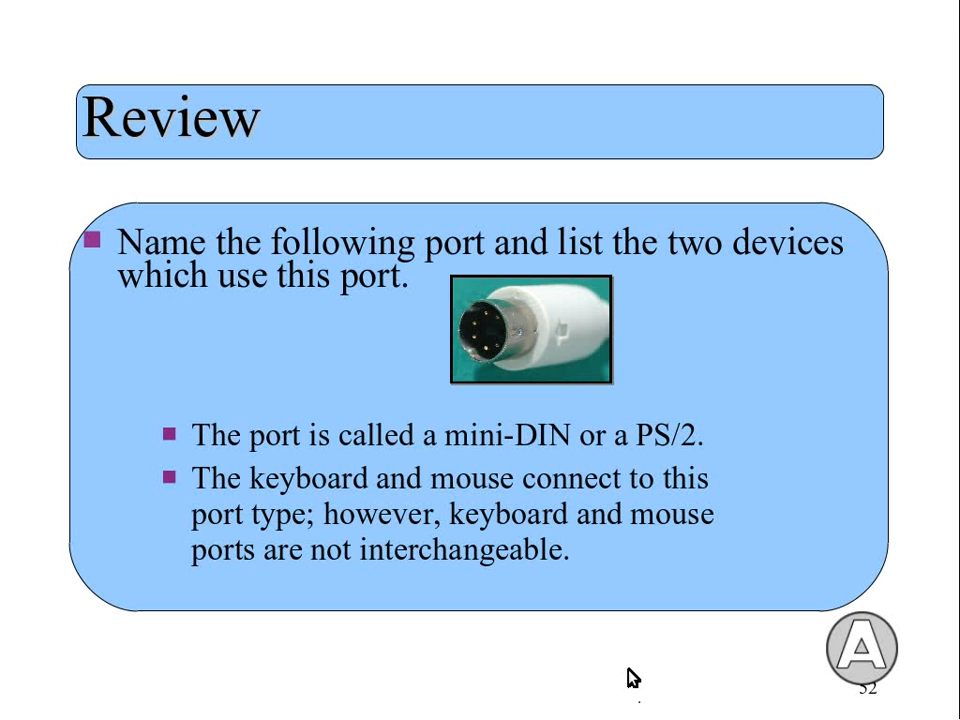 Review
Name the following port and list the two devices
which use this port.
The port is called a mini-DIN or a PS/2.
The keyboard and mouse connect to this
port type; however, keyboard and mouse
ports are not interchangeable.
A
52